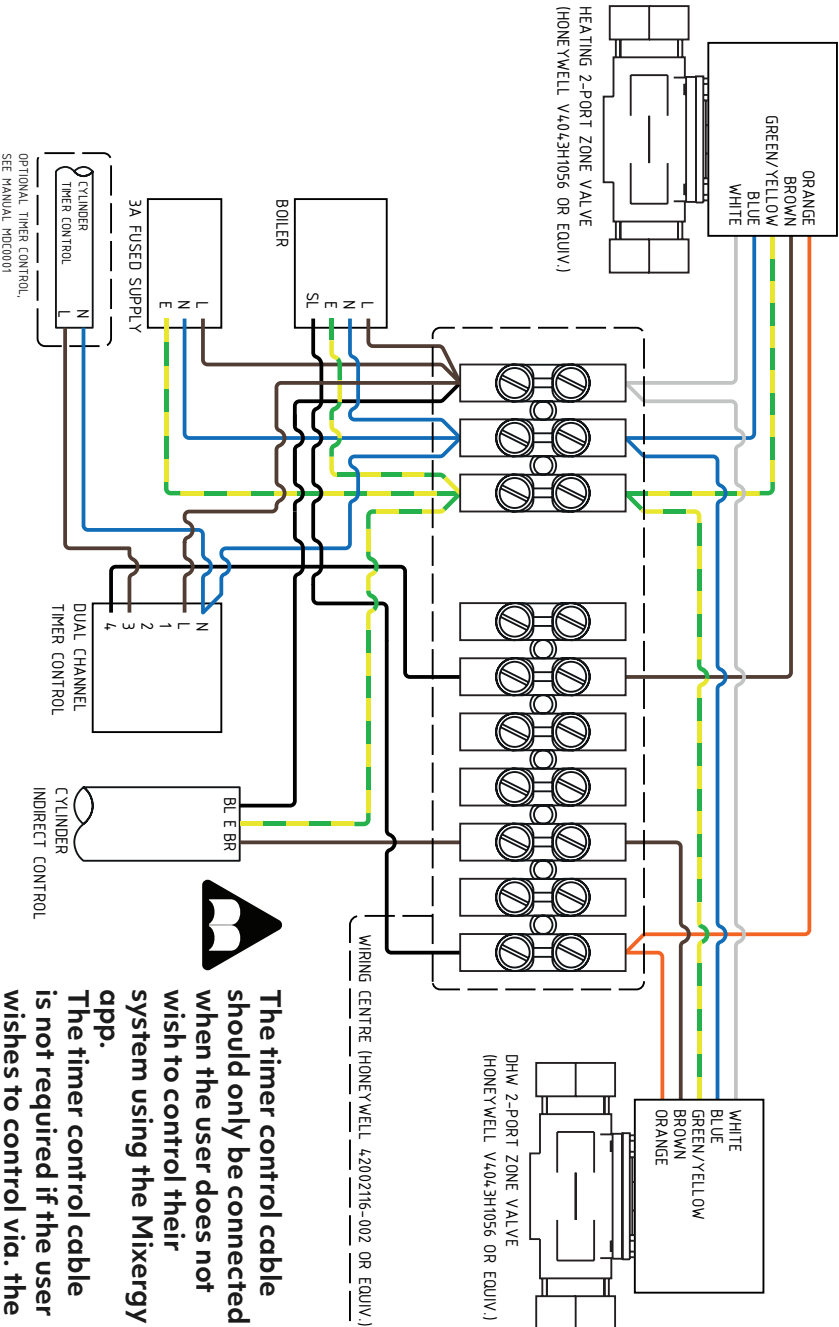 HEATING 2-PORT ZONE VALVE
(HONEYWELL V4043H1056 OR EQUIV.)
ORANGE
BROWN
GREEN/YELLOW
BLUE
WHITE
WHITE
BLUE
GREEN/YELLOW
BROWN
ORANGE
DHW 2-PORT ZONE VALVE
(HONEYWELL V4043H1056 OR EQUIV.)
WIRING CENTRE (HONEYWELL 42002116-002 OR EQUIV.)
BOILER
L
N
E
SL
3A FUSED SUPPLY
L
N
E
CYLINDER
TIMER CONTROL
N
L
OPTIONAL TIMER CONTROL,
SEE MANUAL MDC0001
N
L
1
2
3
4
DUAL CHANNEL
TIMER CONTROL
BL E BR
CYLINDER
INDIRECT CONTROL
The timer control cable
should only be connected
when the user does not
wish to control their
system using the Mixergy
app.
The timer control cable
is not required if the user
wishes to control via. the